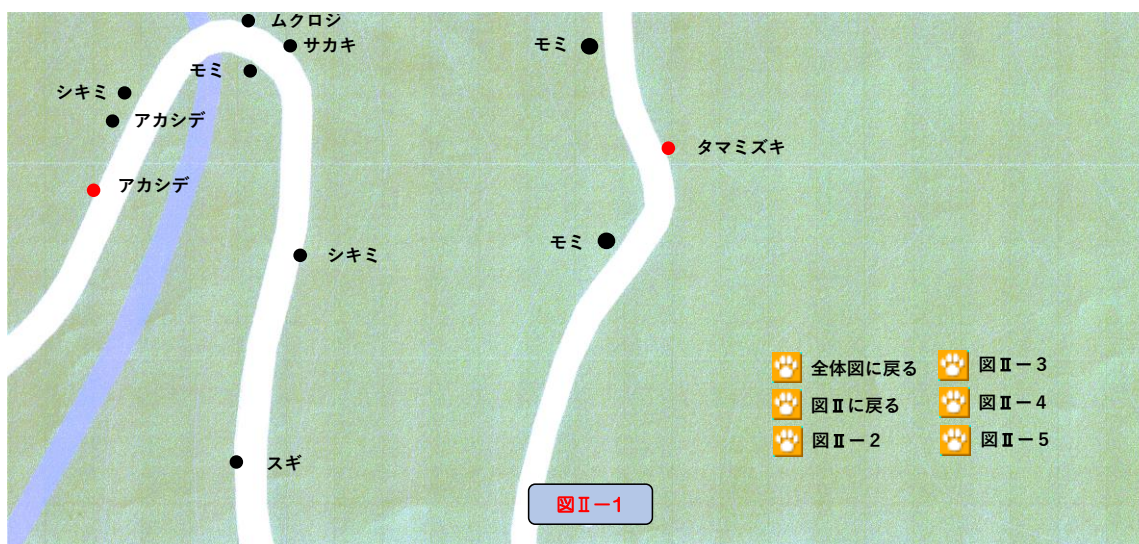 ムクロジ
サカキ
モミ
モミ
シキミ
アカシデ
タマミズキ
アカシデ
モミ
シキミ
全体図に戻る
図Ⅱ－３
図Ⅱに戻る
図Ⅱ－４
図Ⅱ－２
図Ⅱ－５
スギ
図Ⅱ－1